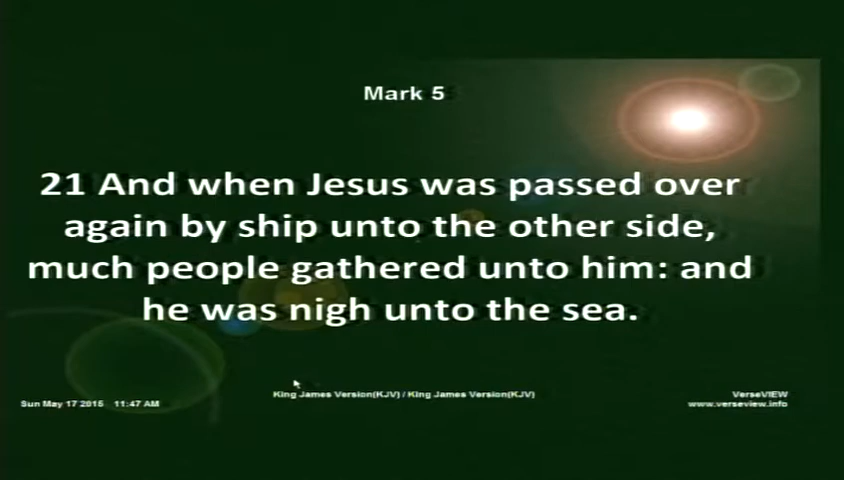 Mark 5
21 And when Jesus was passed over
again by ship unto the other side,
much people gathered unto him: and
he was nigh unto the sea.
King James Version(KJV) / King James Version(KJV)
Sun May 17 2015 11:47 AM
VerseVIEW
www.verseview.info